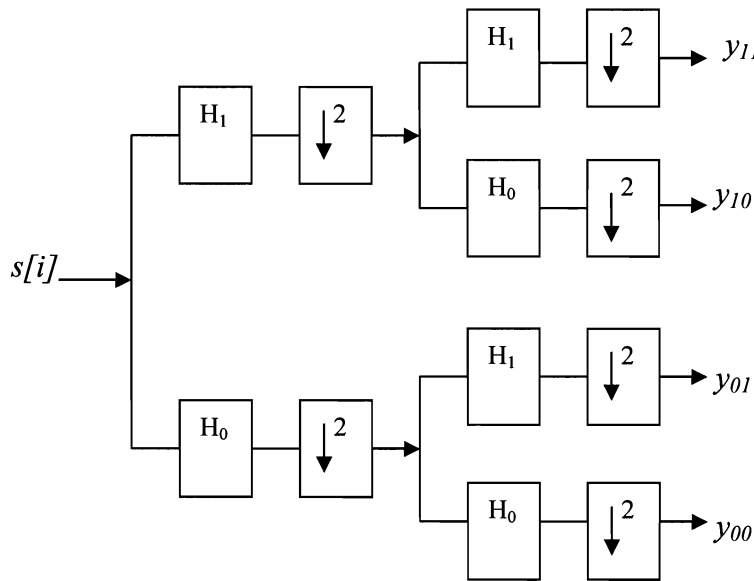 H₁ 2 y₁₁
H₁ 2
H₀ 2 y₁₀
s[i]
H₁ 2 y₀₁
H₀ 2
H₀ 2 y₀₀